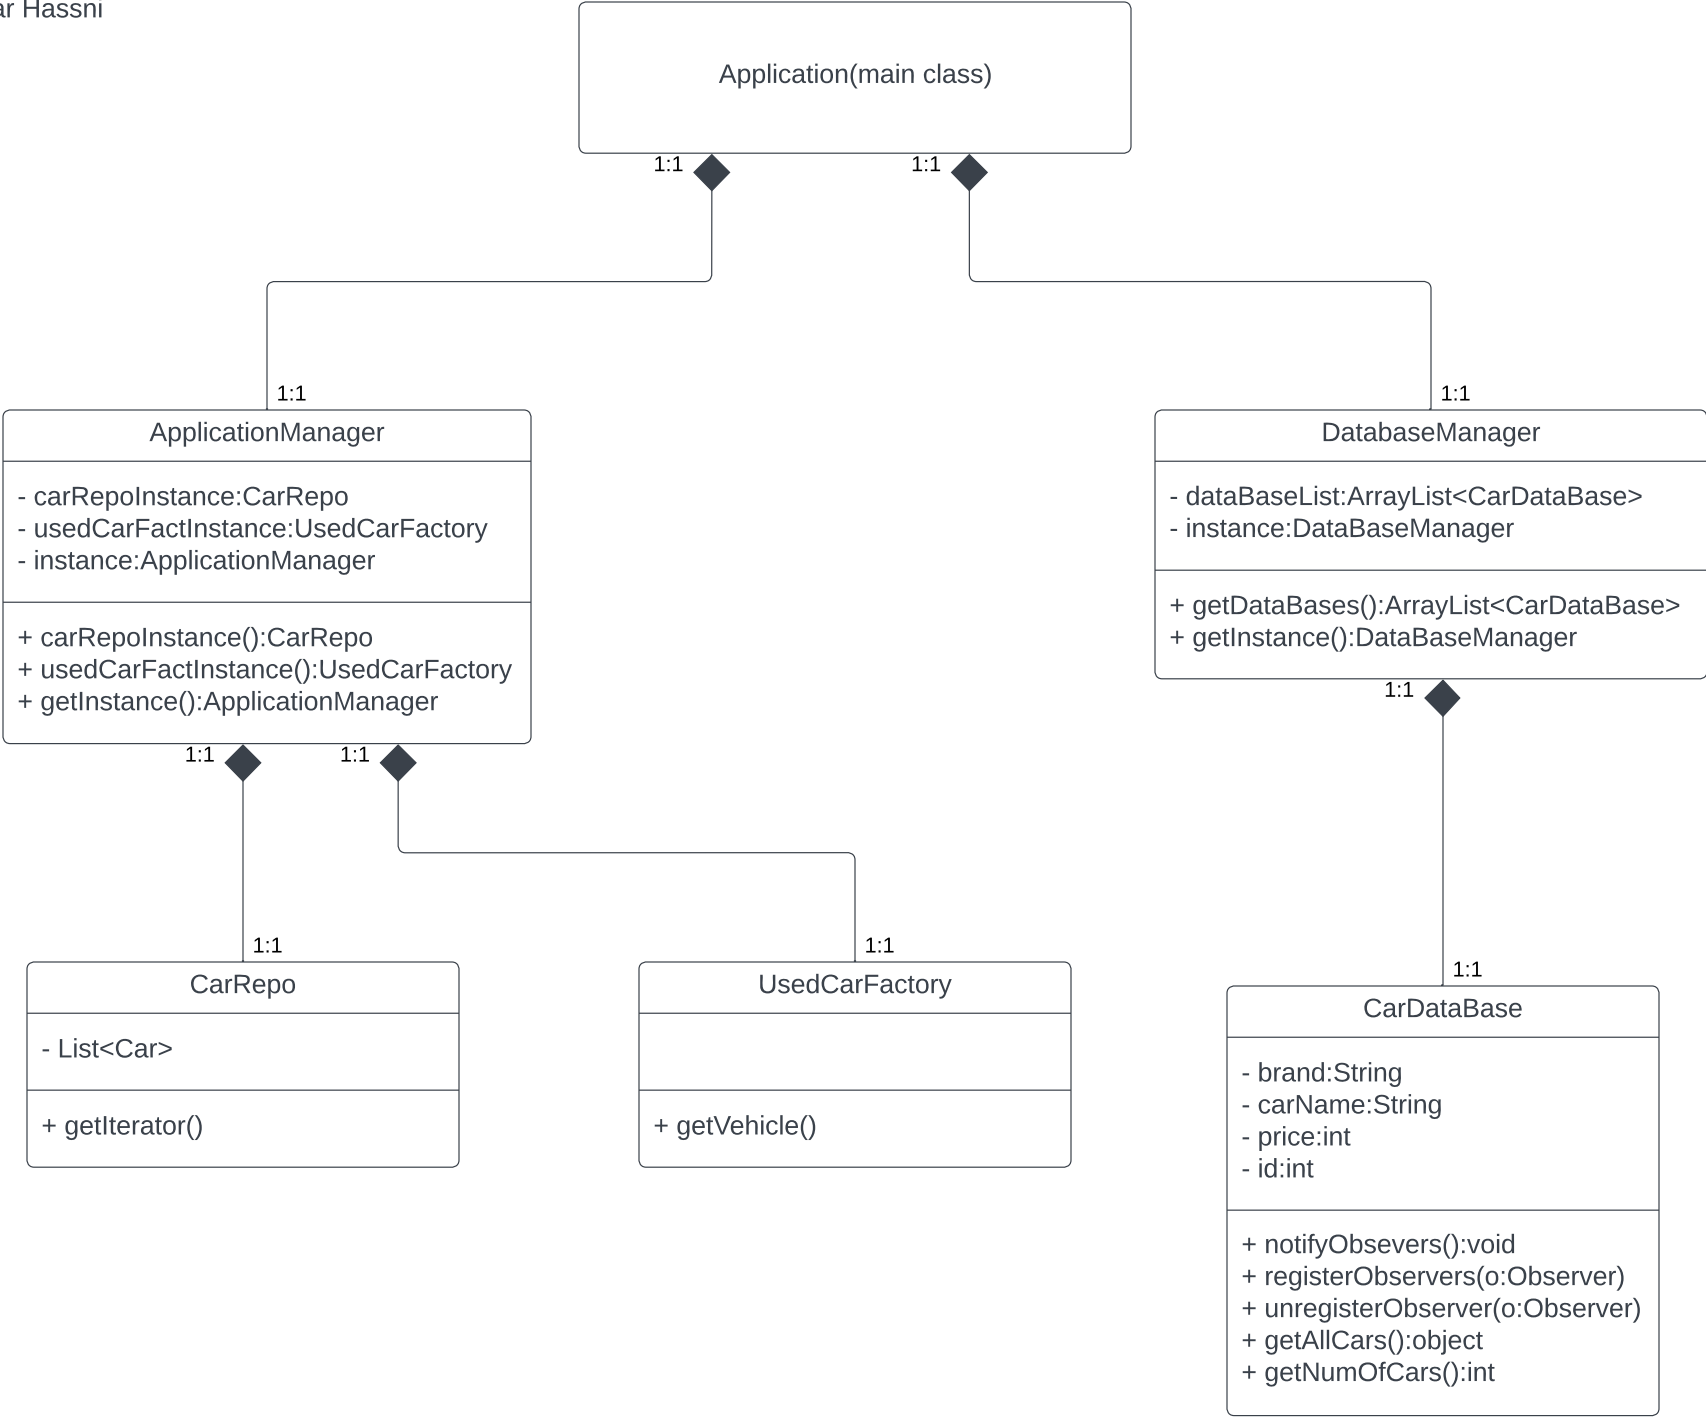 Hassni
Application(main class)
1:1
1:1
1:1
1:1
ApplicationManager
- carRepoInstance:CarRepo
- usedCarFactInstance:UsedCarFactory
- instance:ApplicationManager
+ carRepoInstance():CarRepo
+ usedCarFactInstance():UsedCarFactory
+ getInstance():ApplicationManager
DatabaseManager
- dataBaseList:ArrayList<CarDataBase>
- instance:DataBaseManager
+ getDataBases():ArrayList<CarDataBase>
+ getInstance():DataBaseManager
1:1
1:1
1:1
1:1
1:1
1:1
CarRepo
- List<Car>
+ getIterator()
UsedCarFactory
+ getVehicle()
CarDataBase
- brand:String
- carName:String
- price:int
- id:int
+ notifyObsevers():void
+ registerObservers(o:Observer)
+ unregisterObserver(o:Observer)
+ getAllCars():object
+ getNumOfCars():int